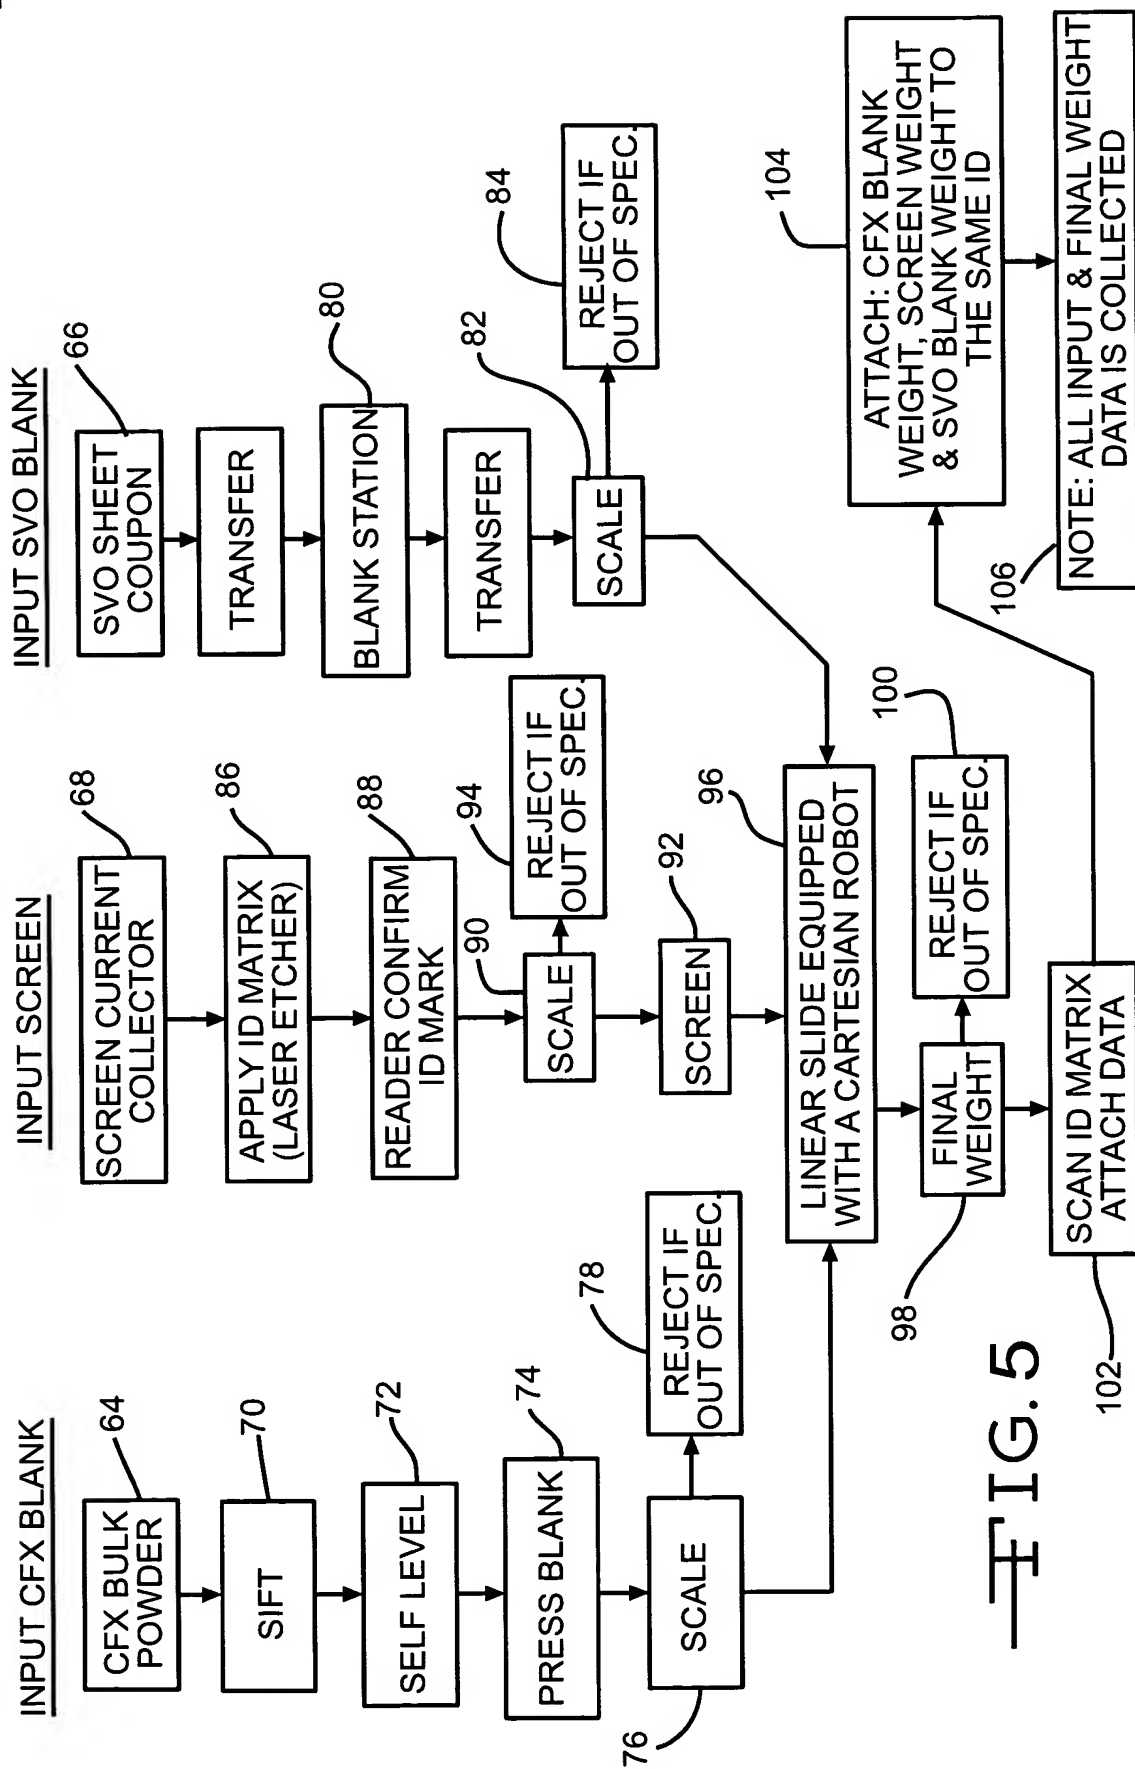 INPUT CFX BLANK
64
CFX BULK
POWDER
70
SIFT
72
SELF LEVEL
74
PRESS BLANK
76
SCALE
78
REJECT IF
OUT OF SPEC.
INPUT SCREEN
68
SCREEN CURRENT
COLLECTOR
86
APPLY ID MATRIX
(LASER ETCHER)
88
READER CONFIRM
ID MARK
90
SCALE
94
REJECT IF
OUT OF SPEC.
92
SCREEN
INPUT SVO BLANK
66
SVO SHEET
COUPON
TRANSFER
80
BLANK STATION
TRANSFER
82
SCALE
84
REJECT IF
OUT OF SPEC.
96
LINEAR SLIDE EQUIPPED
WITH A CARTESIAN ROBOT
98
FINAL
WEIGHT
100
REJECT IF
OUT OF SPEC.
102
SCAN ID MATRIX
ATTACH DATA
104
ATTACH: CFX BLANK
WEIGHT, SCREEN WEIGHT
& SVO BLANK WEIGHT TO
THE SAME ID
106
NOTE: ALL INPUT & FINAL WEIGHT
DATA IS COLLECTED
FIG. 5